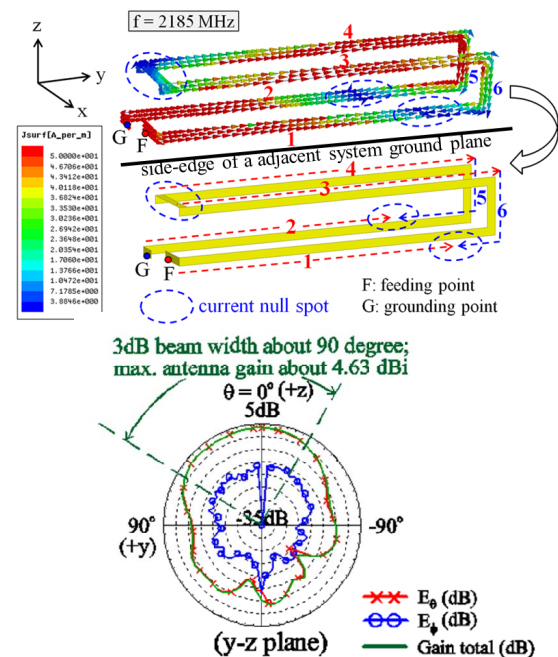 f = 2185 MHz
z
y
x
4
3
2
1
5
6
G
F
Jsurf[A_per_m]
5.0000e+001
4.6706e+001
4.3412e+001
4.0118e+001
3.6824e+001
3.3530e+001
3.0236e+001
2.6942e+001
2.3648e+001
2.0354e+001
1.7060e+001
1.3766e+001
1.0472e+001
7.1785e+000
3.8846e+000
side-edge of a adjacent system ground plane
4
3
2
1
5
6
G
F
F: feeding point
G: grounding point
current null spot
3dB beam width about 90 degree;
max. antenna gain about 4.63 dBi
θ = 0° (+z)
5dB
-35dB
90°
(+y)
-90°
(y-z plane)
Eθ (dB)
Eφ (dB)
Gain total (dB)